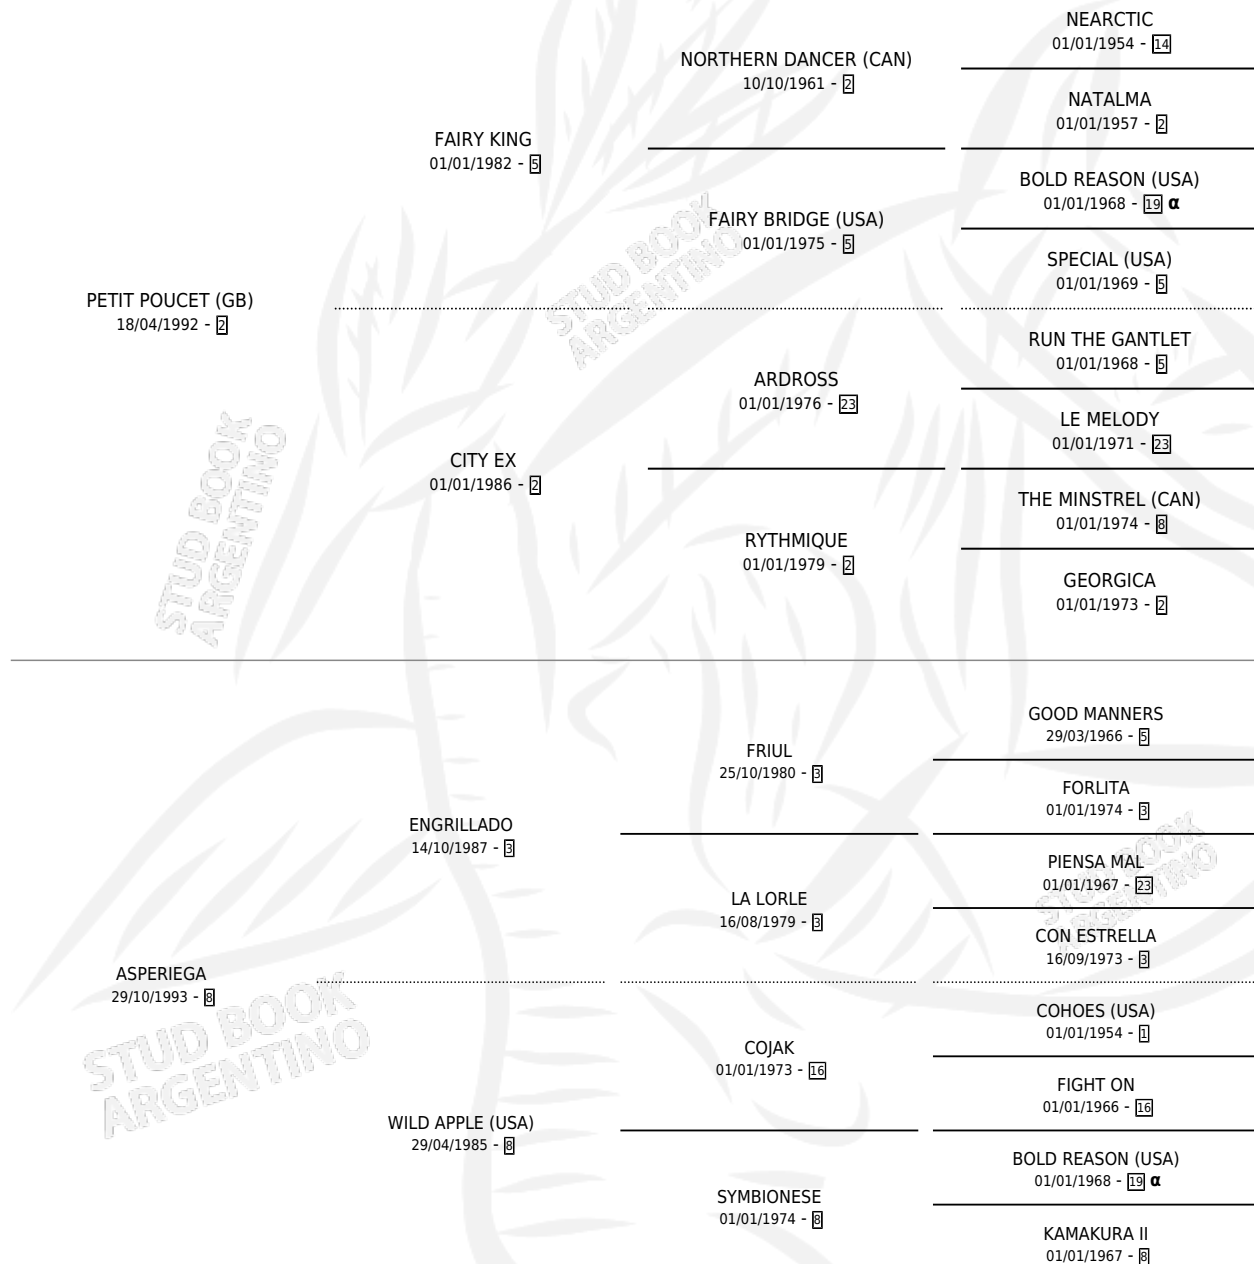 NEARCTIC
01/01/1954 - 14
NORTHERN DANCER (CAN)
10/10/1961 - 2
NATALMA
01/01/1957 - 2
FAIRY KING
01/01/1982 - 5
BOLD REASON (USA)
01/01/1968 - 19 α
FAIRY BRIDGE (USA)
01/01/1975 - 5
SPECIAL (USA)
01/01/1969 - 5
PETIT POUCET (GB)
18/04/1992 - 2
RUN THE GANTLET
01/01/1968 - 5
ARDROSS
01/01/1976 - 23
LE MELODY
01/01/1971 - 23
CITY EX
01/01/1986 - 2
THE MINSTREL (CAN)
01/01/1974 - 8
RYTHMIQUE
01/01/1979 - 2
GEORGICA
01/01/1973 - 2
GOOD MANNERS
29/03/1966 - 5
FRIUL
25/10/1980 - 3
FORLITA
01/01/1974 - 3
ENGRILLADO
14/10/1987 - 3
PIENSA MAL
01/01/1967 - 23
LA LORLE
16/08/1979 - 3
CON ESTRELLA
16/09/1973 - 3
ASPERIEGA
29/10/1993 - 8
COHOES (USA)
01/01/1954 - 1
COJAK
01/01/1973 - 16
FIGHT ON
01/01/1966 - 16
WILD APPLE (USA)
29/04/1985 - 8
BOLD REASON (USA)
01/01/1968 - 19 α
SYMBIONESE
01/01/1974 - 8
KAMAKURA II
01/01/1967 - 8
STUD BOOK
ARGENTINO
STUD BOOK
ARGENTINO
STUD BOOK
ARGENTINO
STUD BOOK
ARGENTINO